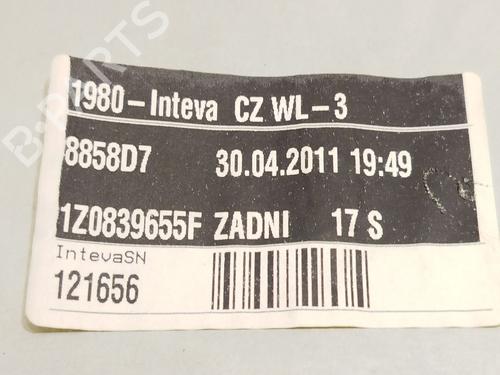 1980-Inteva CZ WL-3
8858D7 30.04.2011 19:49
1Z0839655F ZADNI 17 S
IntevaSN
121656
B-PARTS